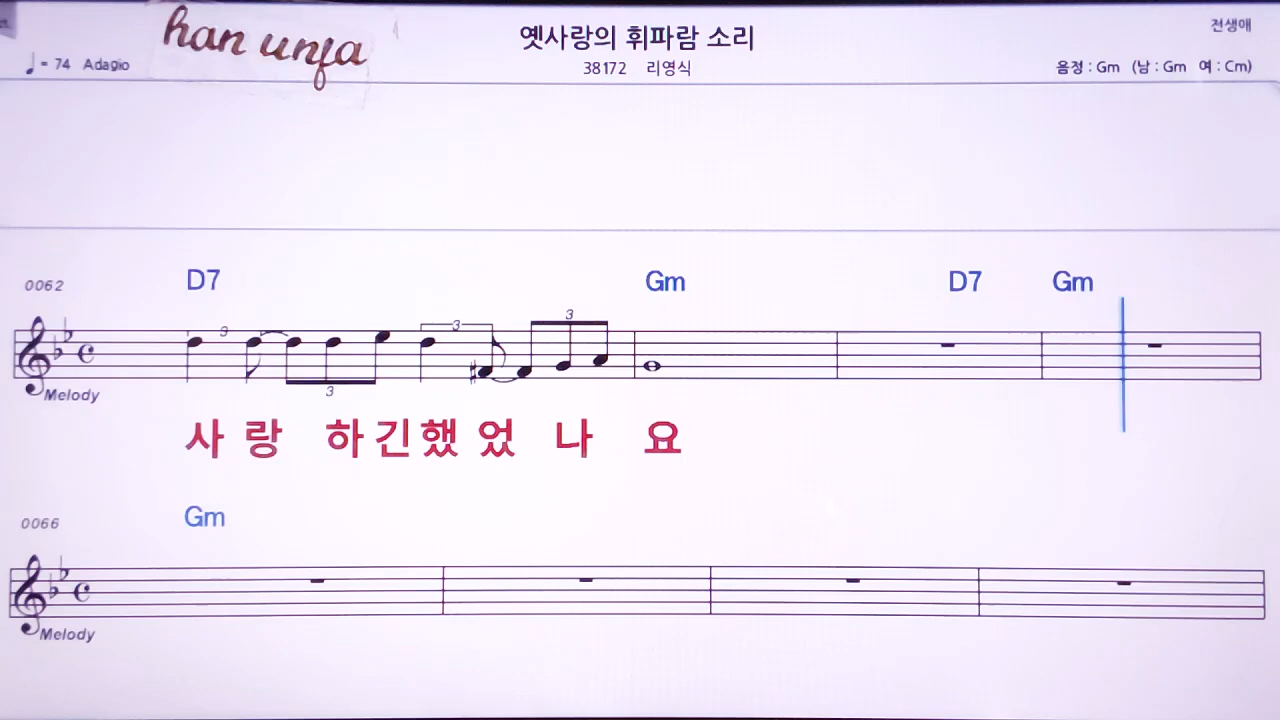 han unfa
옛사랑의 휘파람 소리
전생애
♩ = 74 Adagio
38172 리영식
음정 : Gm (남 : Gm 여 : Cm)
0062
D7 Gm D7 Gm
3 3 3
Melody
사랑 하긴했었나요
0066
Gm
Melody